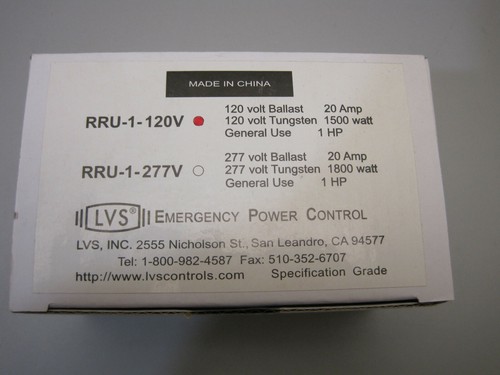 MADE IN CHINA
RRU-1-120V
120 volt Ballast 20 Amp
120 volt Tungsten 1500 watt
General Use 1 HP
RRU-1-277V
277 volt Ballast 20 Amp
277 volt Tungsten 1800 watt
General Use 1 HP
LVS® EMERGENCY POWER CONTROL
LVS, INC. 2555 Nicholson St., San Leandro, CA 94577
Tel: 1-800-982-4587 Fax: 510-352-6707
http://www.lvscontrols.com Specification Grade